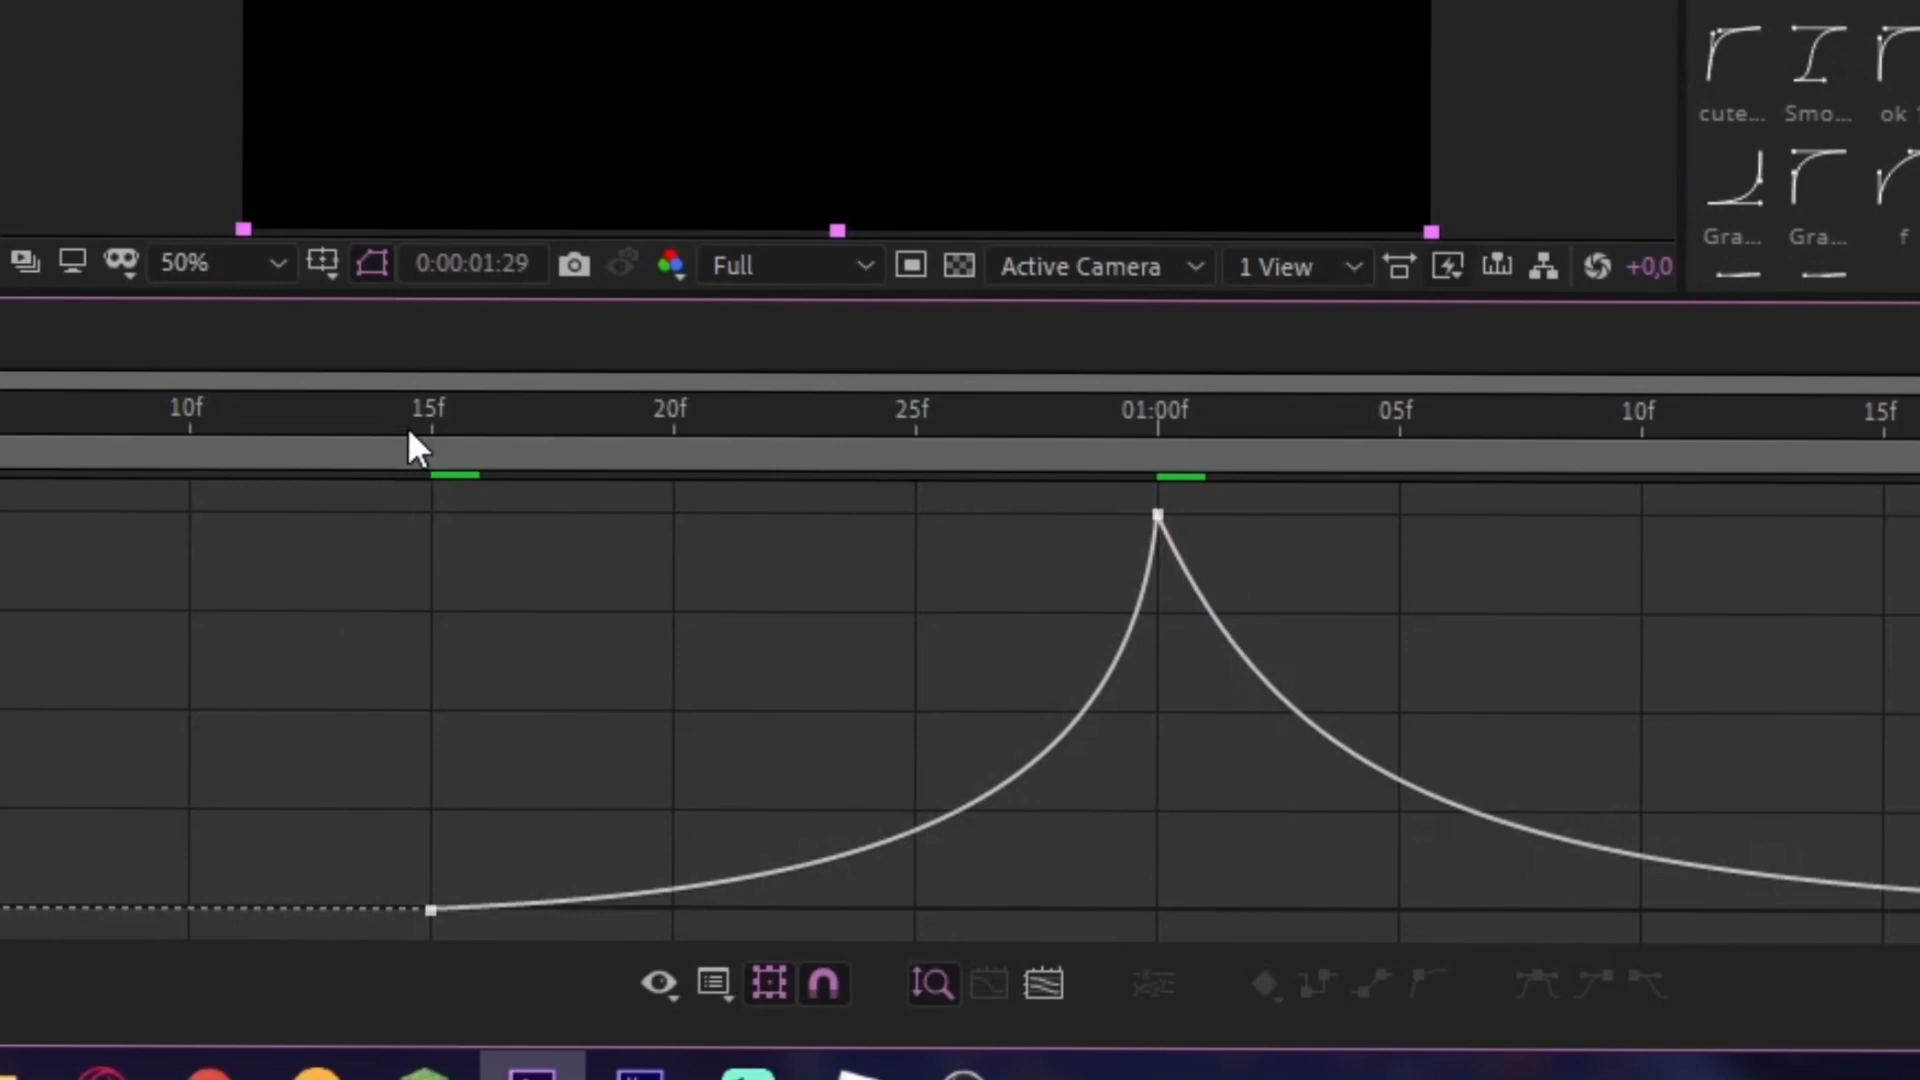 cute... Smo... ok
Gra... Gra... f
50% 0:00:01:29 Full Active Camera 1 View +0,0
10f 15f 20f 25f 01:00f 05f 10f 15f